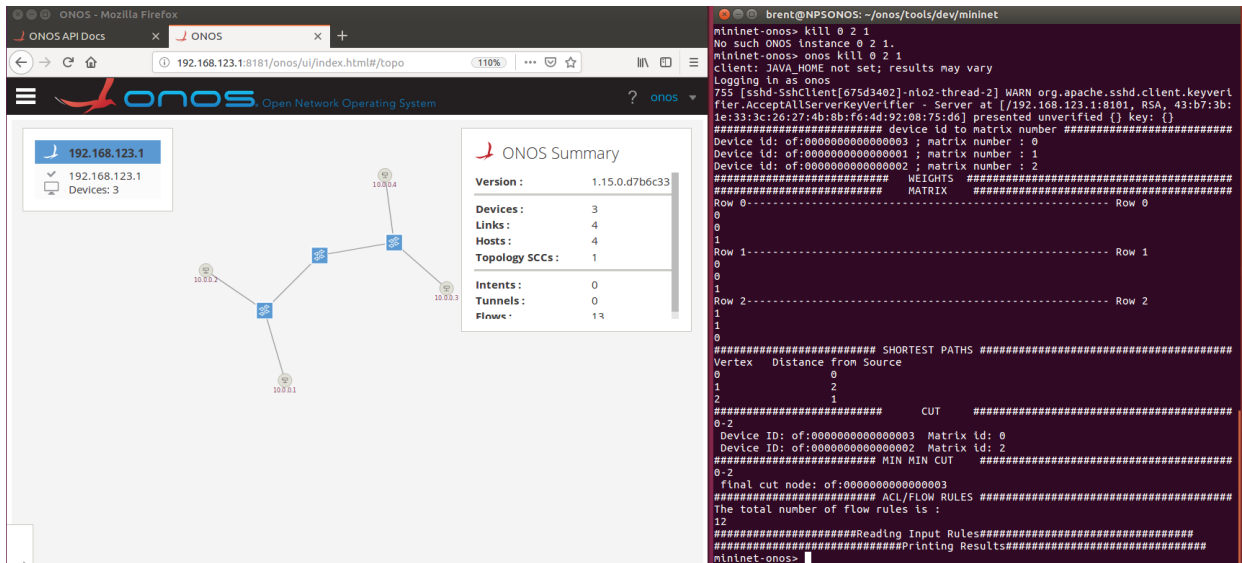 ONOS - Mozilla Firefox
ONOS API Docs
ONOS
192.168.123.1:8181/onos/ui/index.html#/topo
110%
onos
Open Network Operating System
? onos
192.168.123.1
192.168.123.1
Devices: 3
10.0.0.4
10.0.0.2
10.0.0.3
10.0.0.1
ONOS Summary
Version : 1.15.0.d7b6c33
Devices : 3
Links : 4
Hosts : 4
Topology SCCs : 1
Intents : 0
Tunnels : 0
Flows : 13
brent@NPSONOS: ~/onos/tools/dev/mininet
mininet-onos> kill 0 2 1
No such ONOS instance 0 2 1.
mininet-onos> onos kill 0 2 1
client: JAVA_HOME not set; results may vary
Logging in as onos
755 [sshd-SshClient[675d3402]-nio2-thread-2] WARN org.apache.sshd.client.keyveri
fier.AcceptAllServerKeyVerifier - Server at [/192.168.123.1:8101, RSA, 43:b7:3b:
1e:33:3c:26:27:4b:8b:f6:4d:92:08:75:d6] presented unverified {} key: {}
########################## device id to matrix number ##########################
Device id: of:0000000000000003 ; matrix number : 0
Device id: of:0000000000000001 ; matrix number : 1
Device id: of:0000000000000002 ; matrix number : 2
########################### WEIGHTS #########################################
########################## MATRIX ########################################
Row 0-------------------------------------------------------- Row 0
0
0
1
Row 1-------------------------------------------------------- Row 1
0
0
1
Row 2-------------------------------------------------------- Row 2
1
1
0
######################### SHORTEST PATHS #######################################
Vertex Distance from Source
0 0
1 2
2 1
########################## CUT ########################################
0-2
Device ID: of:0000000000000003 Matrix id: 0
Device ID: of:0000000000000002 Matrix id: 2
######################### MIN MIN CUT #######################################
0-2
final cut node: of:0000000000000003
######################### ACL/FLOW RULES #######################################
The total number of flow rules is :
12
######################Reading Input Rules#################################
#############################Printing Results###############################
mininet-onos>